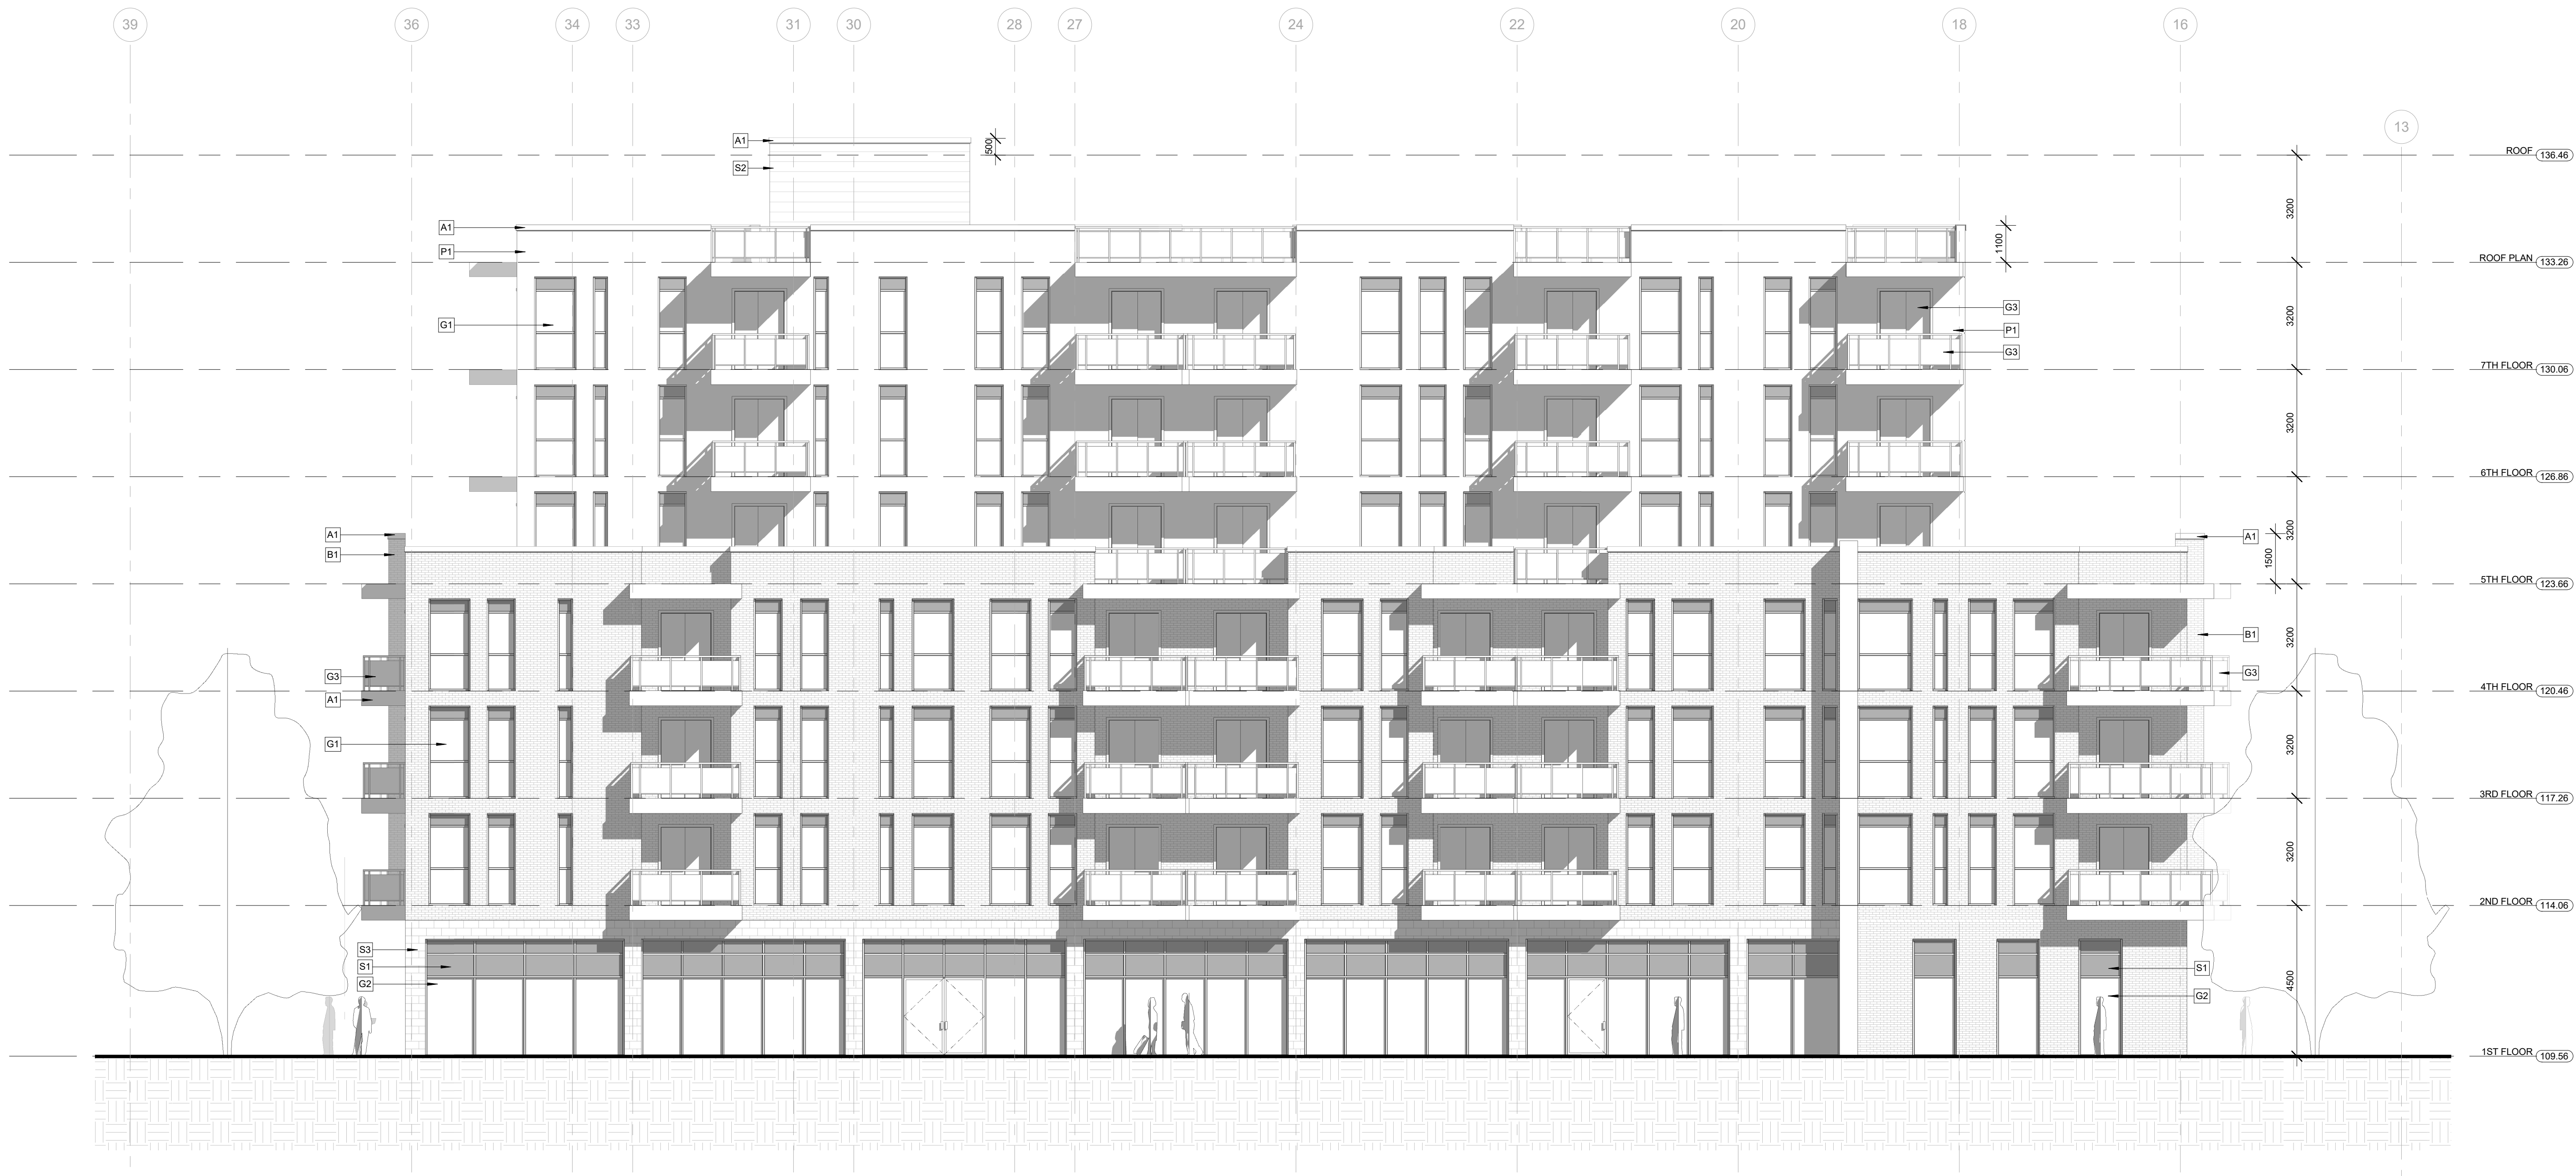 39
36
34
33
31
30
28
27
24
22
20
18
16
13
A1
500
S2
ROOF 136.46
3200
A1
P1
1100
ROOF PLAN 133.26
G1
G3
P1
G3
3200
7TH FLOOR 130.06
3200
6TH FLOOR 126.86
A1
B1
A1
1500
3200
5TH FLOOR 123.66
B1
3200
G3
G3
A1
4TH FLOOR 120.46
G1
3200
3RD FLOOR 117.26
3200
2ND FLOOR 114.06
S3
S1
G2
S1
G2
4500
1ST FLOOR 109.56